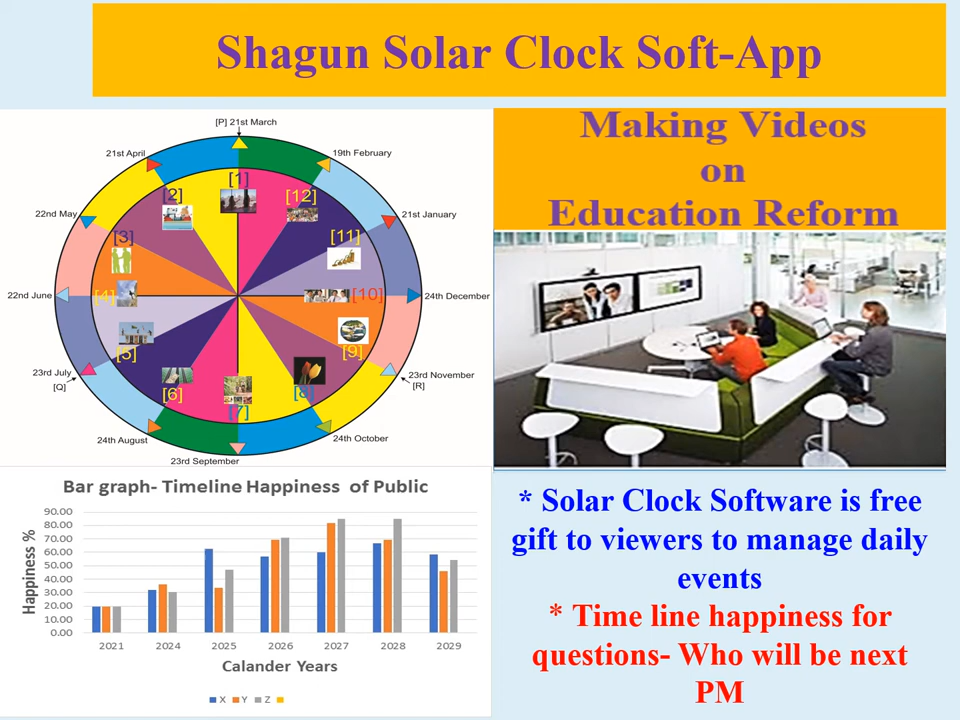 Shagun Solar Clock Soft-App
[P] 21st March
21st April
19th February
22nd May
21st January
22nd June
24th December
23rd July
[Q]
23rd November
[R]
24th August
24th October
23rd September
[1]
[2]
[12]
[3]
[11]
[4]
[10]
[5]
[9]
[6]
[8]
[7]
Making Videos
on
Education Reform
Bar graph- Timeline Happiness of Public
Happiness %
90.00
80.00
70.00
60.00
50.00
40.00
30.00
20.00
10.00
0.00
2021 2024 2025 2026 2027 2028 2029
Calander Years
X Y Z
* Solar Clock Software is free
gift to viewers to manage daily
events
* Time line happiness for
questions- Who will be next
PM